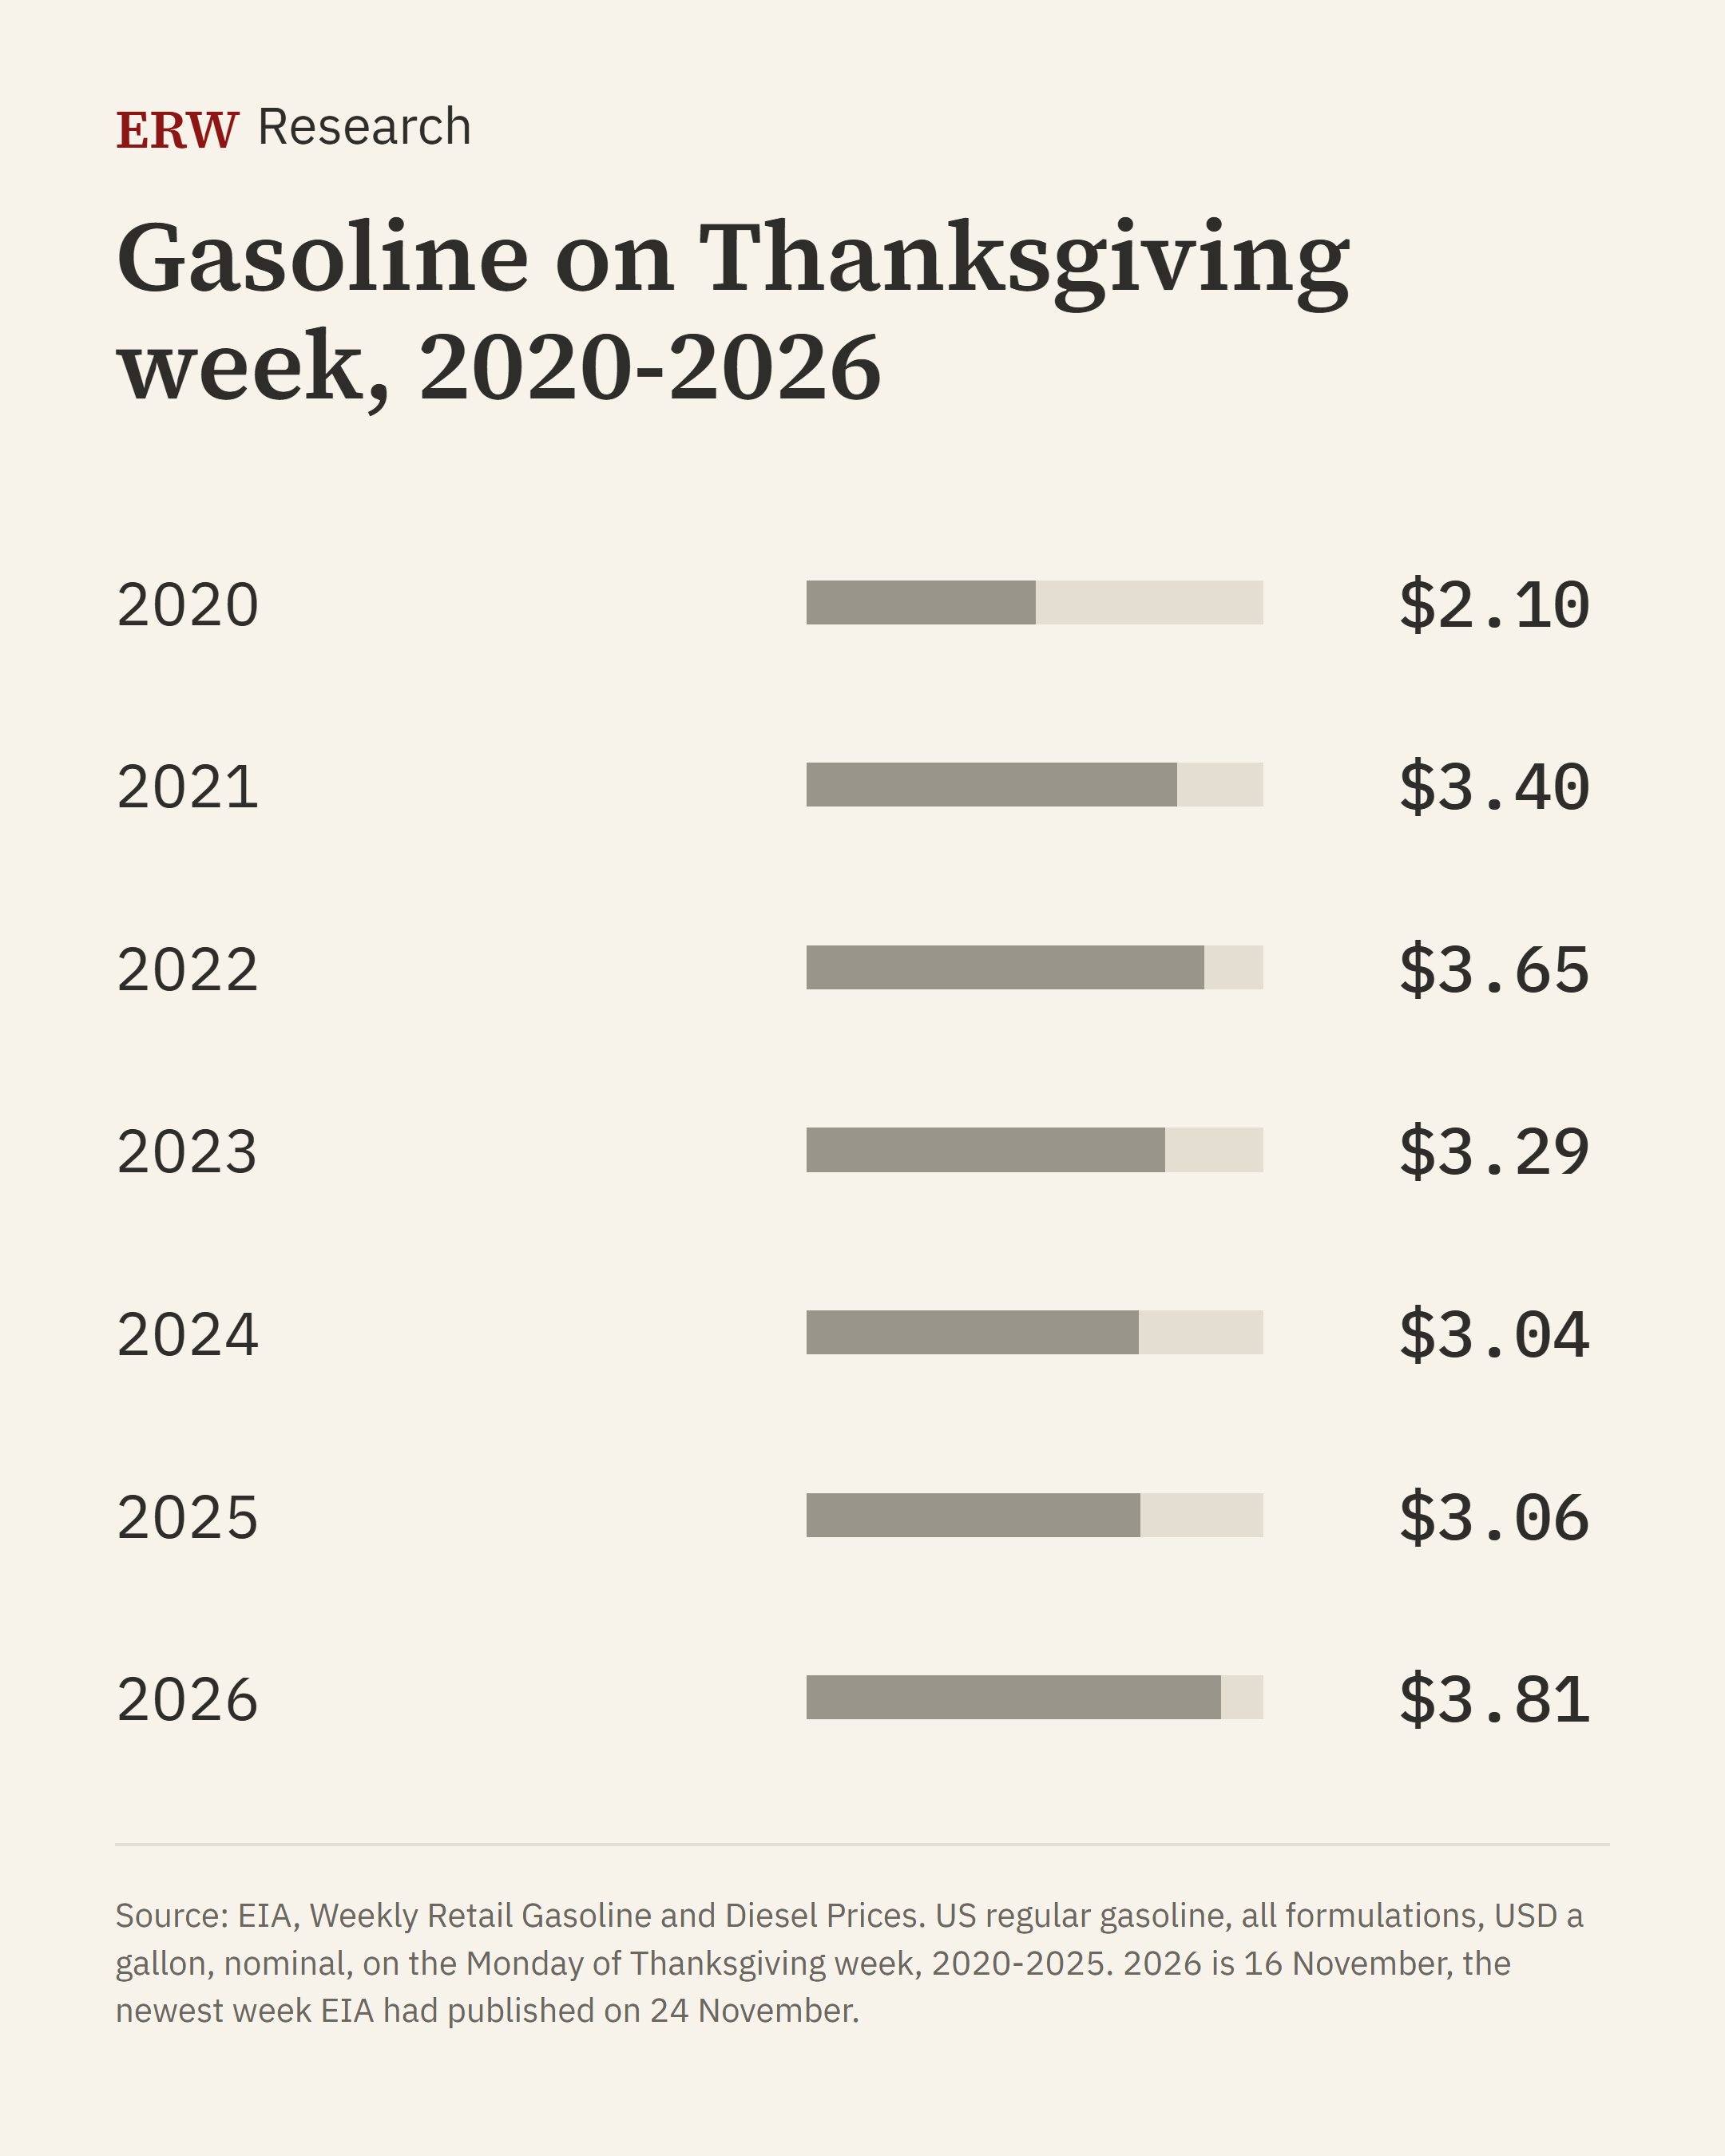 ERW Research
Gasoline on Thanksgiving
week, 2020-2026
2020 $2.10
2021 $3.40
2022 $3.65
2023 $3.29
2024 $3.04
2025 $3.06
2026 $3.81
Source: EIA, Weekly Retail Gasoline and Diesel Prices. US regular gasoline, all formulations, USD a
gallon, nominal, on the Monday of Thanksgiving week, 2020-2025. 2026 is 16 November, the
newest week EIA had published on 24 November.